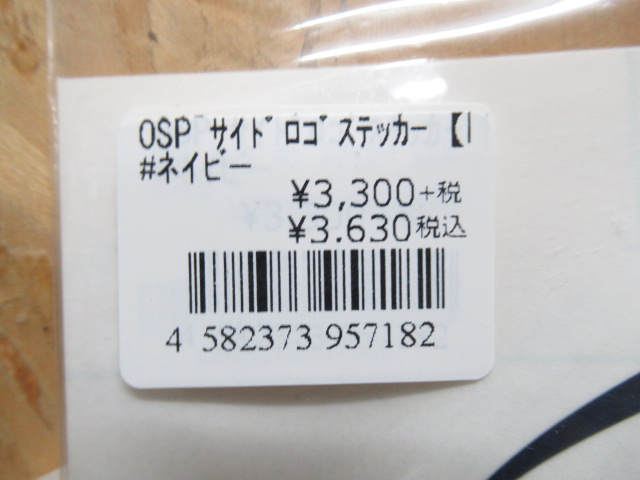 OSP ｻｲﾄﾞﾛｺﾞｽﾃｯｶｰ 【
#ネイビー
¥3,300+税
¥3.630税込
4 582373 957182